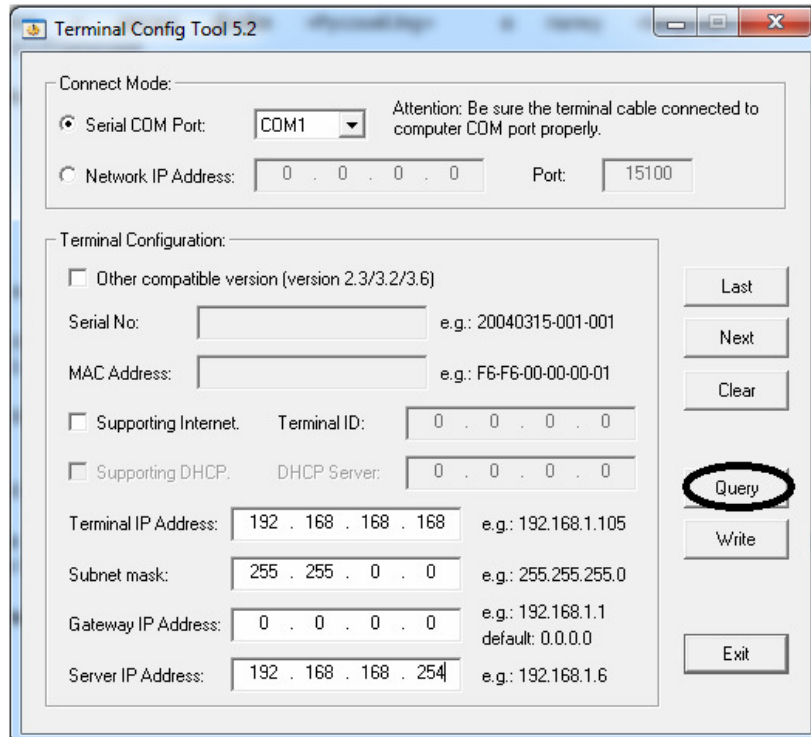 Terminal Config Tool 5.2
Connect Mode:
Serial COM Port: COM1 Attention: Be sure the terminal cable connected to
computer COM port properly.
Network IP Address: 0 . 0 . 0 . 0 Port: 15100
Terminal Configuration:
Other compatible version (version 2.3/3.2/3.6)
Serial No: e.g.: 20040315-001-001
MAC Address: e.g.: F6-F6-00-00-00-01
Supporting Internet. Terminal ID: 0 . 0 . 0 . 0
Supporting DHCP. DHCP Server: 0 . 0 . 0 . 0
Terminal IP Address: 192 . 168 . 168 . 168 e.g.: 192.168.1.105
Subnet mask: 255 . 255 . 0 . 0 e.g.: 255.255.255.0
Gateway IP Address: 0 . 0 . 0 . 0 e.g.: 192.168.1.1
default: 0.0.0.0
Server IP Address: 192 . 168 . 168 . 254 e.g.: 192.168.1.6
Last
Next
Clear
Query
Write
Exit